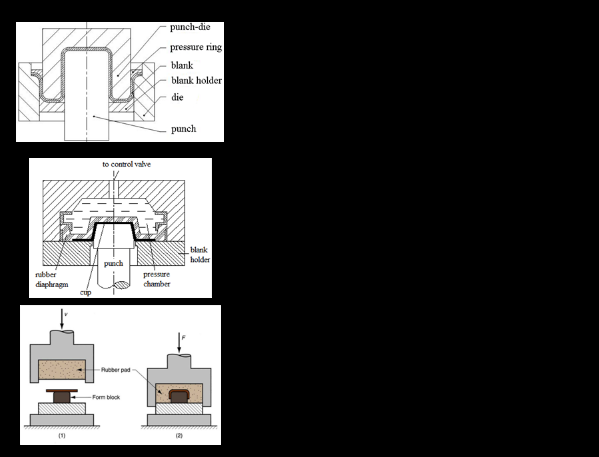 punch-die
pressure ring
blank
blank holder
die
punch
to control valve
blank
holder
rubber
diaphragm
punch
pressure
chamber
cup
v
F
Rubber pad
Form block
(1)
(2)